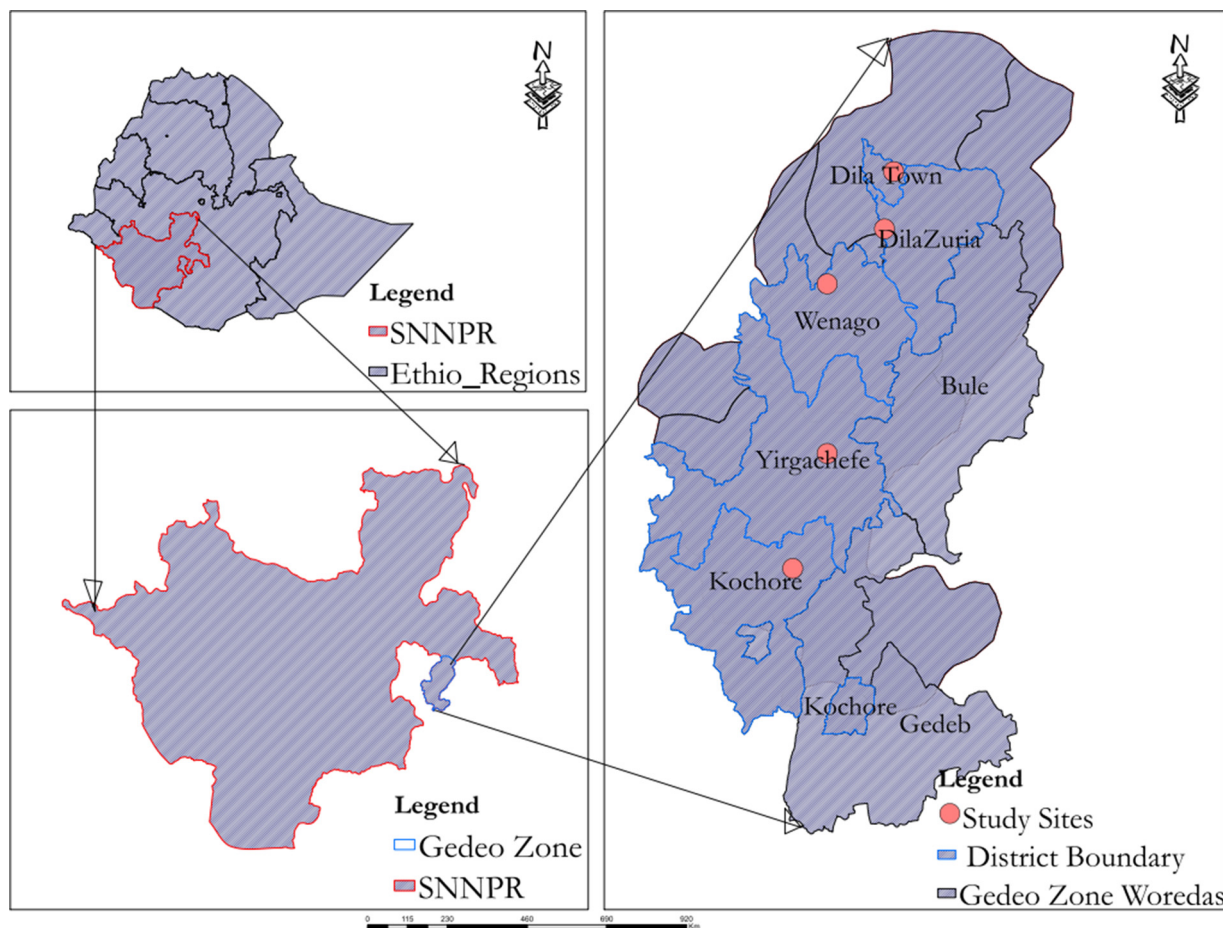 N
Legend
SNNPR
Ethio_Regions
Legend
Gedeo Zone
SNNPR
N
Dila Town
DilaZuria
Wenago
Bule
Yirgachefe
Kochore
Kochore
Gedeb
Legend
Study Sites
District Boundary
Gedeo Zone Woredas
0 115 230 460 690 920
Km